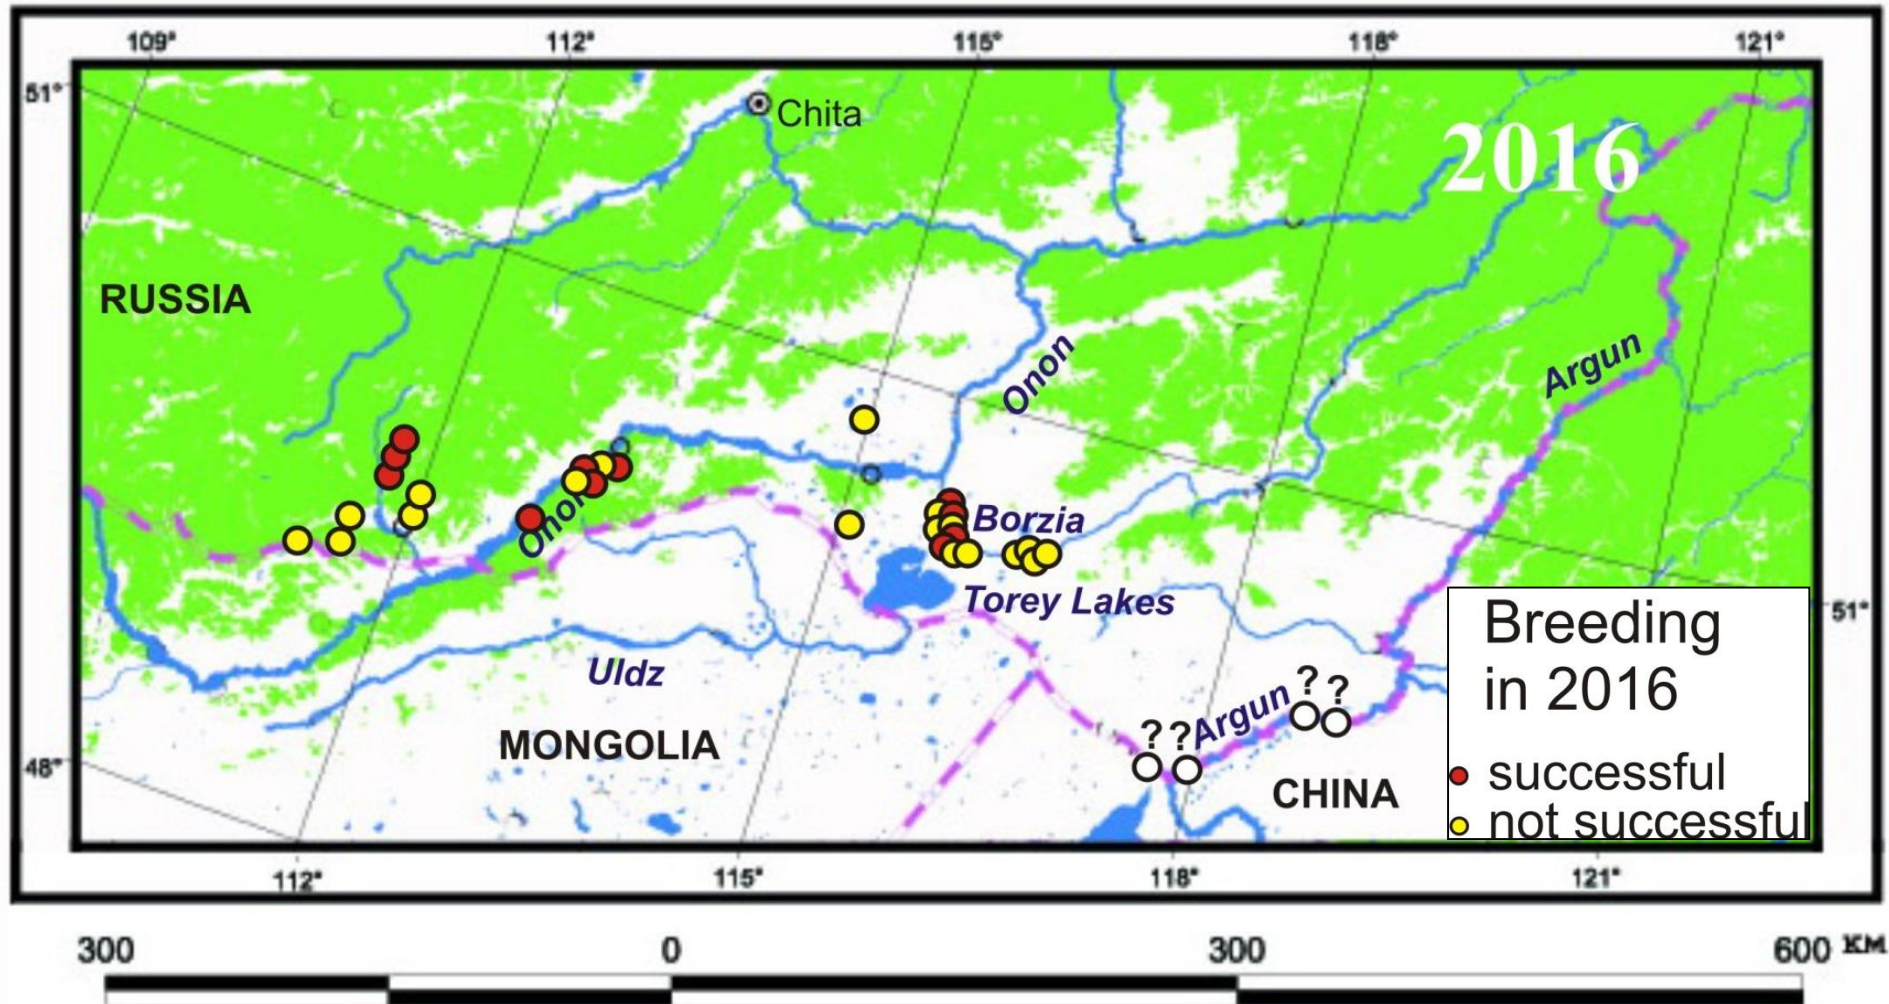 109° 112° 115° 118° 121°
51°
Chita
2016
RUSSIA
Onon
Argun
Onon
Borzia
Torey Lakes
51°
Uldz
Breeding
in 2016
? ?
Argun
? ?
MONGOLIA
48°
CHINA
successful
not successful
112° 115° 118° 121°
300 0 300 600 КМ